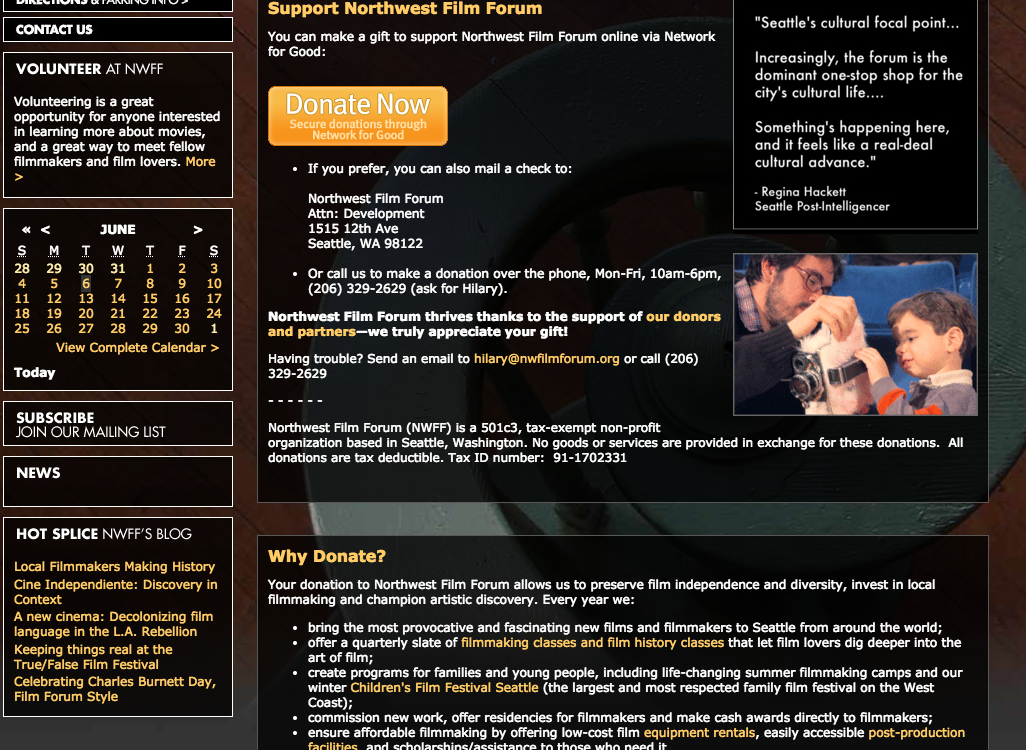 DIRECTIONS & PARKING INFO >
CONTACT US
VOLUNTEER AT NWFF
Volunteering is a great
opportunity for anyone interested
in learning more about movies,
and a great way to meet fellow
filmmakers and film lovers. More
>
« < JUNE >
S M T W T F S
28 29 30 31 1 2 3
4 5 6 7 8 9 10
11 12 13 14 15 16 17
18 19 20 21 22 23 24
25 26 27 28 29 30 1
View Complete Calendar >
Today
SUBSCRIBE
JOIN OUR MAILING LIST
NEWS
HOT SPLICE NWFF'S BLOG
Local Filmmakers Making History
Cine Independiente: Discovery in
Context
A new cinema: Decolonizing film
language in the L.A. Rebellion
Keeping things real at the
True/False Film Festival
Celebrating Charles Burnett Day,
Film Forum Style
Support Northwest Film Forum
You can make a gift to support Northwest Film Forum online via Network
for Good:
Donate Now
Secure donations through
Network for Good
• If you prefer, you can also mail a check to:
Northwest Film Forum
Attn: Development
1515 12th Ave
Seattle, WA 98122
• Or call us to make a donation over the phone, Mon-Fri, 10am-6pm,
(206) 329-2629 (ask for Hilary).
Northwest Film Forum thrives thanks to the support of our donors
and partners—we truly appreciate your gift!
Having trouble? Send an email to hilary@nwfilmforum.org or call (206)
329-2629
- - - - - -
Northwest Film Forum (NWFF) is a 501c3, tax-exempt non-profit
organization based in Seattle, Washington. No goods or services are provided in exchange for these donations. All
donations are tax deductible. Tax ID number: 91-1702331
"Seattle's cultural focal point...
Increasingly, the forum is the
dominant one-stop shop for the
city's cultural life....
Something's happening here,
and it feels like a real-deal
cultural advance."
- Regina Hackett
Seattle Post-Intelligencer
Why Donate?
Your donation to Northwest Film Forum allows us to preserve film independence and diversity, invest in local
filmmaking and champion artistic discovery. Every year we:
• bring the most provocative and fascinating new films and filmmakers to Seattle from around the world;
• offer a quarterly slate of filmmaking classes and film history classes that let film lovers dig deeper into the
art of film;
• create programs for families and young people, including life-changing summer filmmaking camps and our
winter Children's Film Festival Seattle (the largest and most respected family film festival on the West
Coast);
• commission new work, offer residencies for filmmakers and make cash awards directly to filmmakers;
• ensure affordable filmmaking by offering low-cost film equipment rentals, easily accessible post-production
facilities, and scholarships/assistance to those who need it